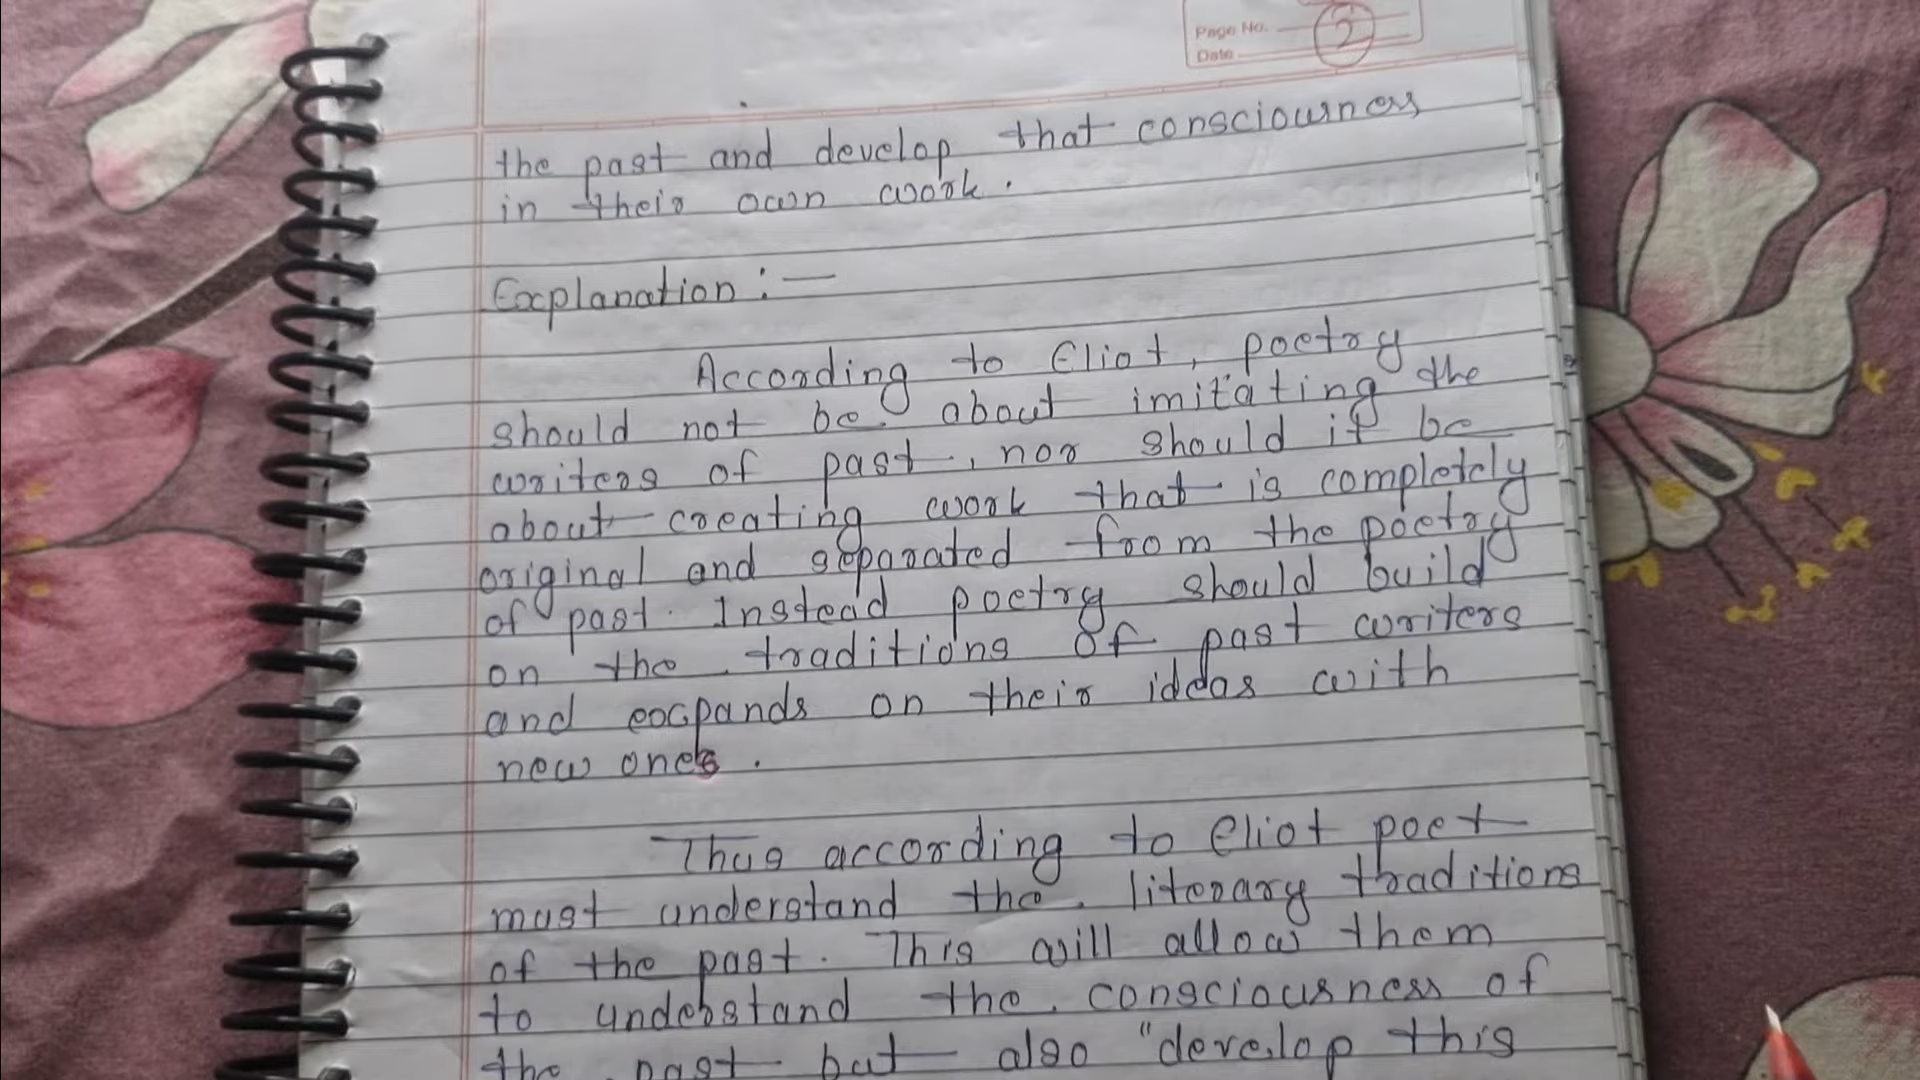 Page No. 2
Date
the past and develop that consciousness
in their own work.
Explanation :—
According to Eliot, poetry
should not be about imitating the
writers of past, nor should it be
about creating work that is completely
original and separated from the poetry
of past. Instead poetry should build
on the traditions of past writers
and expands on their ideas with
new ones.
Thus according to Eliot poet
must understand the literary traditions
of the past. This will allow them
to understand the consciousness of
the past but also "develop this